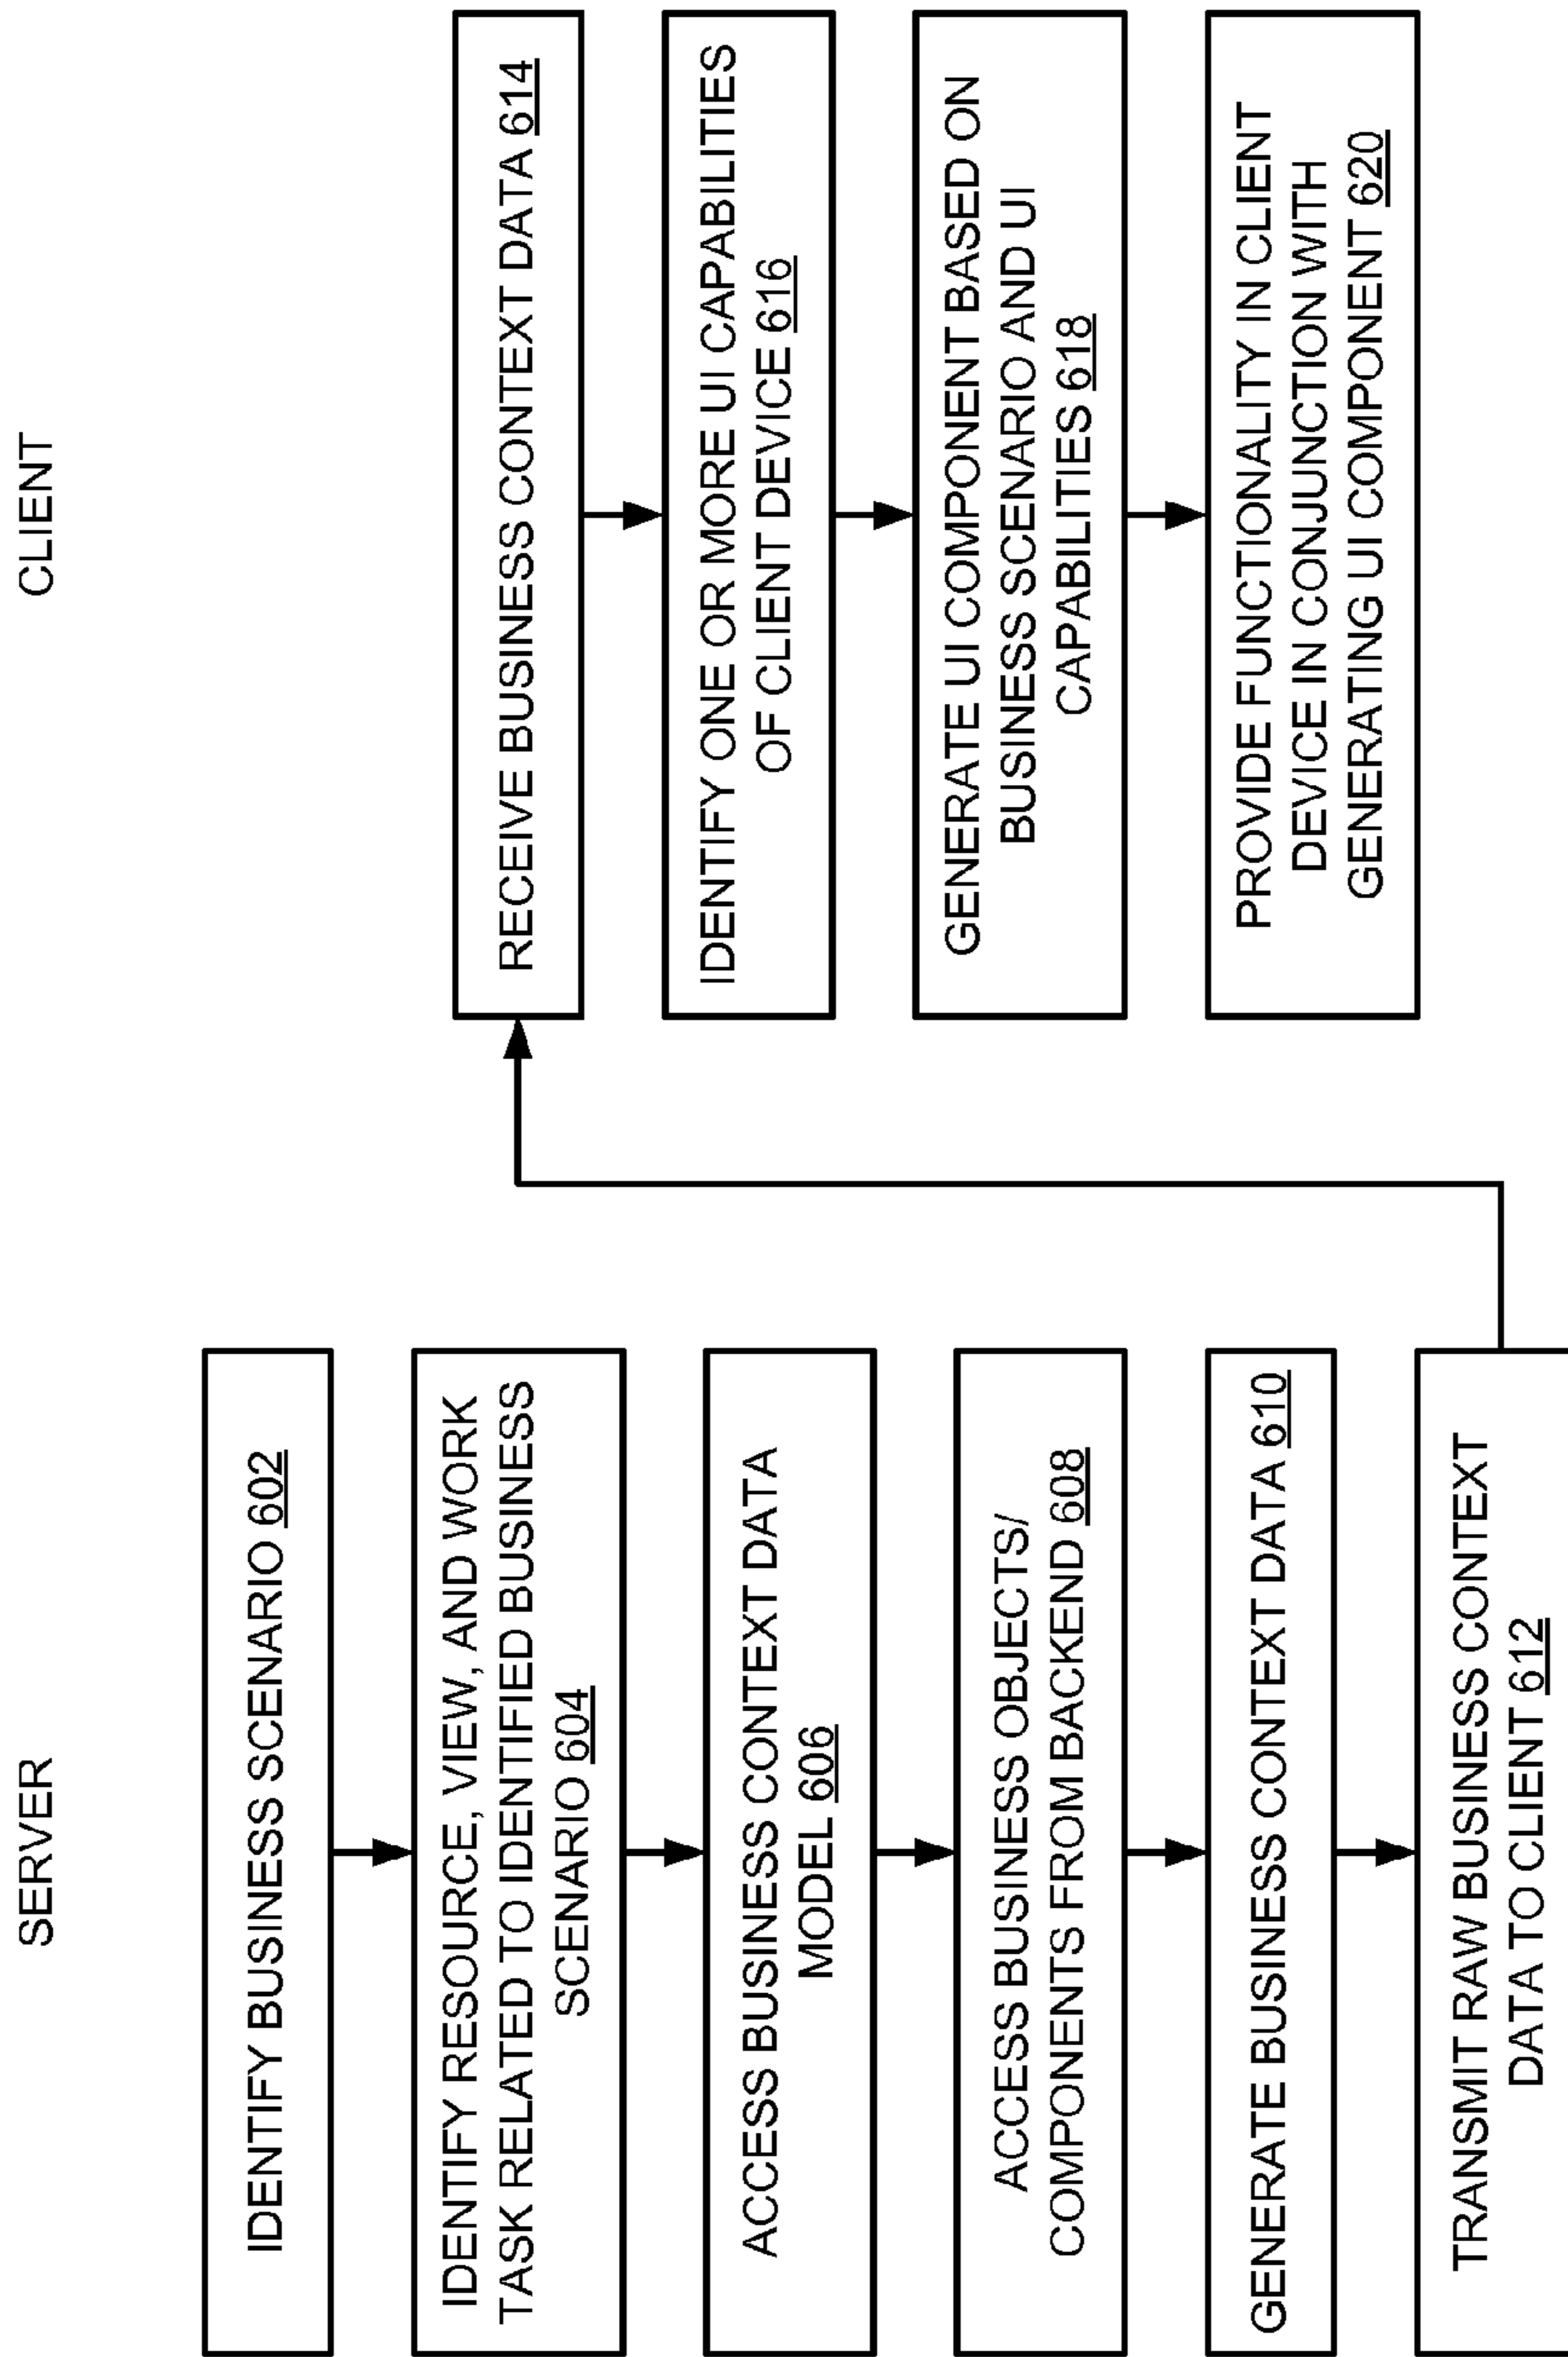 SERVER
IDENTIFY BUSINESS SCENARIO 602
IDENTIFY RESOURCE, VIEW, AND WORK
TASK RELATED TO IDENTIFIED BUSINESS
SCENARIO 604
ACCESS BUSINESS CONTEXT DATA
MODEL 606
ACCESS BUSINESS OBJECTS/
COMPONENTS FROM BACKEND 608
GENERATE BUSINESS CONTEXT DATA 610
TRANSMIT RAW BUSINESS CONTEXT
DATA TO CLIENT 612
CLIENT
RECEIVE BUSINESS CONTEXT DATA 614
IDENTIFY ONE OR MORE UI CAPABILITIES
OF CLIENT DEVICE 616
GENERATE UI COMPONENT BASED ON
BUSINESS SCENARIO AND UI
CAPABILITIES 618
PROVIDE FUNCTIONALITY IN CLIENT
DEVICE IN CONJUNCTION WITH
GENERATING UI COMPONENT 620